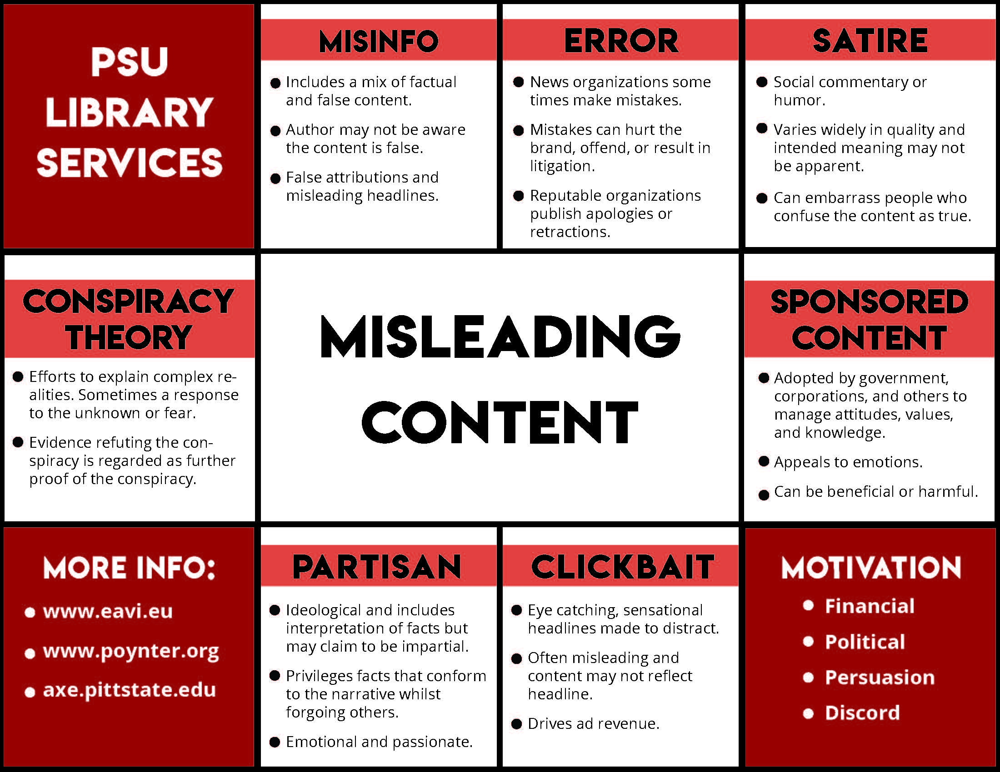 PSU
LIBRARY
SERVICES
MISINFO
● Includes a mix of factual
and false content.
● Author may not be aware
the content is false.
● False attributions and
misleading headlines.
ERROR
● News organizations some
times make mistakes.
● Mistakes can hurt the
brand, offend, or result in
litigation.
● Reputable organizations
publish apologies or
retractions.
SATIRE
● Social commentary or
humor.
● Varies widely in quality and
intended meaning may not
be apparent.
● Can embarrass people who
confuse the content as true.
CONSPIRACY
THEORY
● Efforts to explain complex re-
alities. Sometimes a response
to the unknown or fear.
● Evidence refuting the con-
spiracy is regarded as further
proof of the conspiracy.
MISLEADING
CONTENT
SPONSORED
CONTENT
● Adopted by government,
corporations, and others to
manage attitudes, values,
and knowledge.
● Appeals to emotions.
● Can be beneficial or harmful.
MORE INFO:
● www.eavi.eu
● www.poynter.org
● axe.pittstate.edu
PARTISAN
● Ideological and includes
interpretation of facts but
may claim to be impartial.
● Privileges facts that conform
to the narrative whilst
forgoing others.
● Emotional and passionate.
CLICKBAIT
● Eye catching, sensational
headlines made to distract.
● Often misleading and
content may not reflect
headline.
● Drives ad revenue.
MOTIVATION
● Financial
● Political
● Persuasion
● Discord